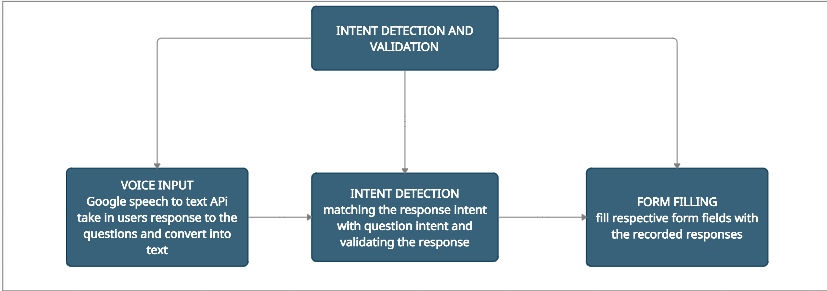 INTENT DETECTION AND
VALIDATION
VOICE INPUT
Google speech to text APi
take in users response to the
questions and convert into
text
INTENT DETECTION
matching the response intent
with question intent and
validating the response
FORM FILLING
fill respective form fields with
the recorded responses